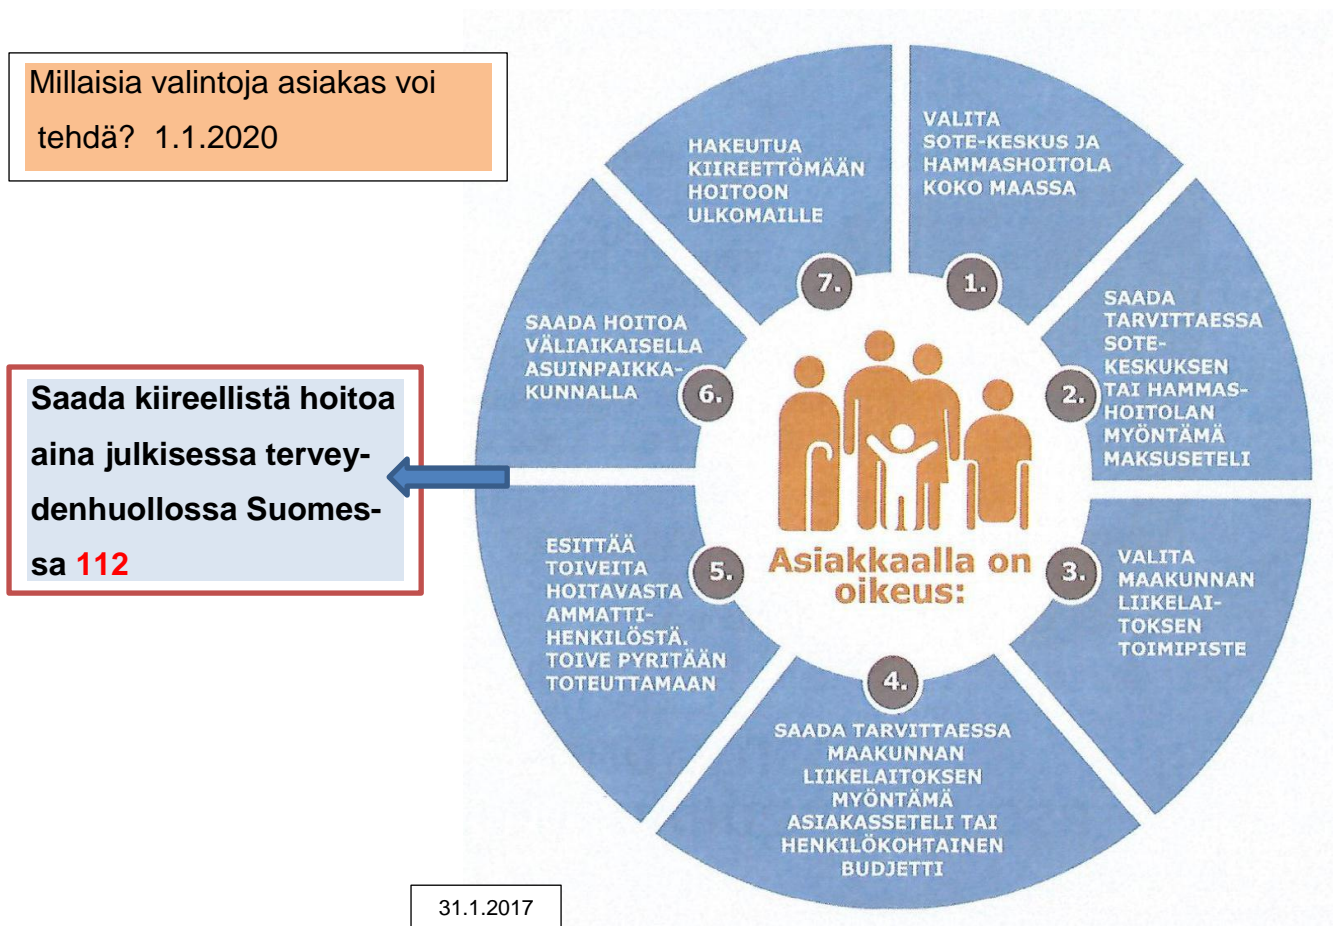 Millaisia valintoja asiakas voi
tehdä? 1.1.2020
Saada kiireellistä hoitoa
aina julkisessa tervey-
denhuollossa Suomes-
sa 112
Asiakkaalla on
oikeus:
1.
VALITA
SOTE-KESKUS JA
HAMMASHOITOLA
KOKO MAASSA
2.
SAADA
TARVITTAESSA
SOTE-
KESKUKSEN
TAI HAMMAS-
HOITOLAN
MYÖNTÄMÄ
MAKSUSETELI
3.
VALITA
MAAKUNNAN
LIIKELAI-
TOKSEN
TOIMIPISTE
4.
SAADA TARVITTAESSA
MAAKUNNAN
LIIKELAITOKSEN
MYÖNTÄMÄ
ASIAKASSETELI TAI
HENKILÖKOHTAINEN
BUDJETTI
5.
ESITTÄÄ
TOIVEITA
HOITAVASTA
AMMATTI-
HENKILÖSTÄ.
TOIVE PYRITÄÄN
TOTEUTTAMAAN
6.
SAADA HOITOA
VÄLIAIKAISELLA
ASUINPAIKKA-
KUNNALLA
7.
HAKEUTUA
KIIREETTÖMÄÄN
HOITOON
ULKOMAILLE
31.1.2017